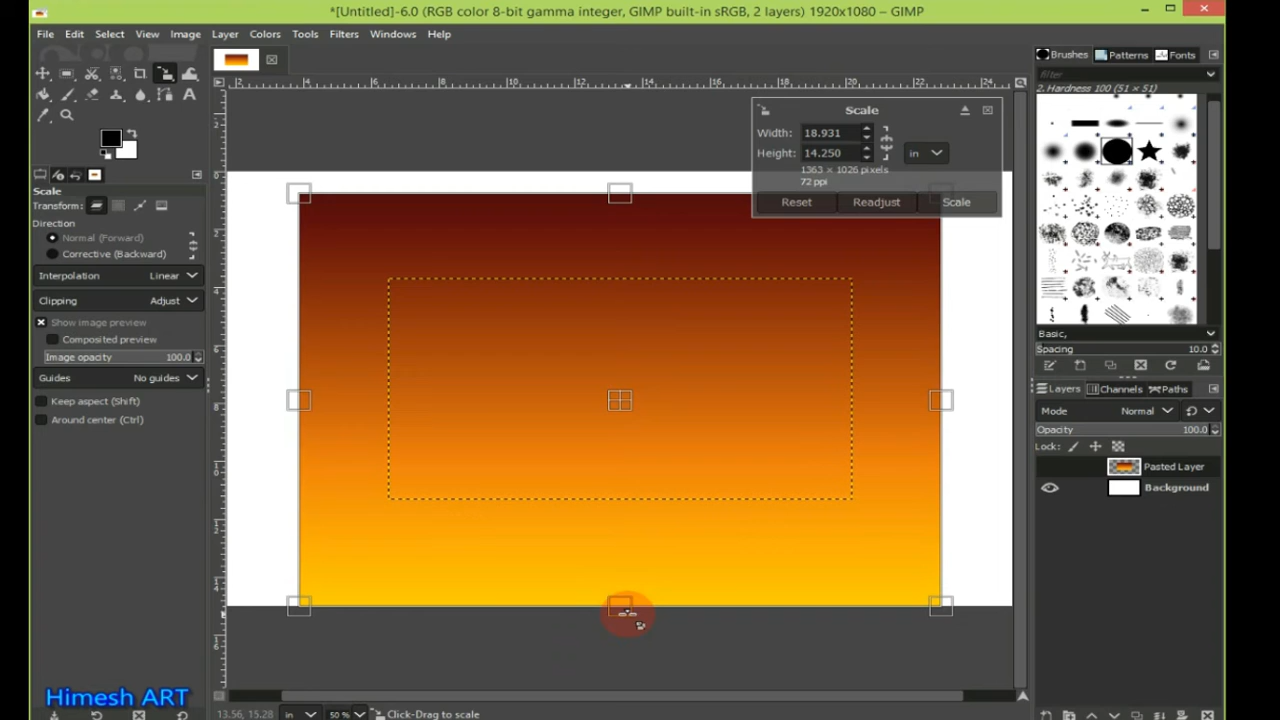 *[Untitled]-6.0 (RGB color 8-bit gamma integer, GIMP built-in sRGB, 2 layers) 1920x1080 – GIMP
File Edit Select View Image Layer Colors Tools Filters Windows Help
Brushes Patterns Fonts
filter
2. Hardness 100 (51 × 51)
Scale
Width: 18.931
Height: 14.250 in
1363 × 1026 pixels
72 ppi
Reset Readjust Scale
Scale
Transform:
Direction
Normal (Forward)
Corrective (Backward)
Interpolation Linear
Clipping Adjust
Show image preview
Composited preview
Image opacity 100.0
Guides No guides
Keep aspect (Shift)
Around center (Ctrl)
Basic,
Spacing 10.0
Layers Channels Paths
Mode Normal
Opacity 100.0
Lock:
Pasted Layer
Background
Himesh ART
13.56, 15.28 in 50 % Click-Drag to scale